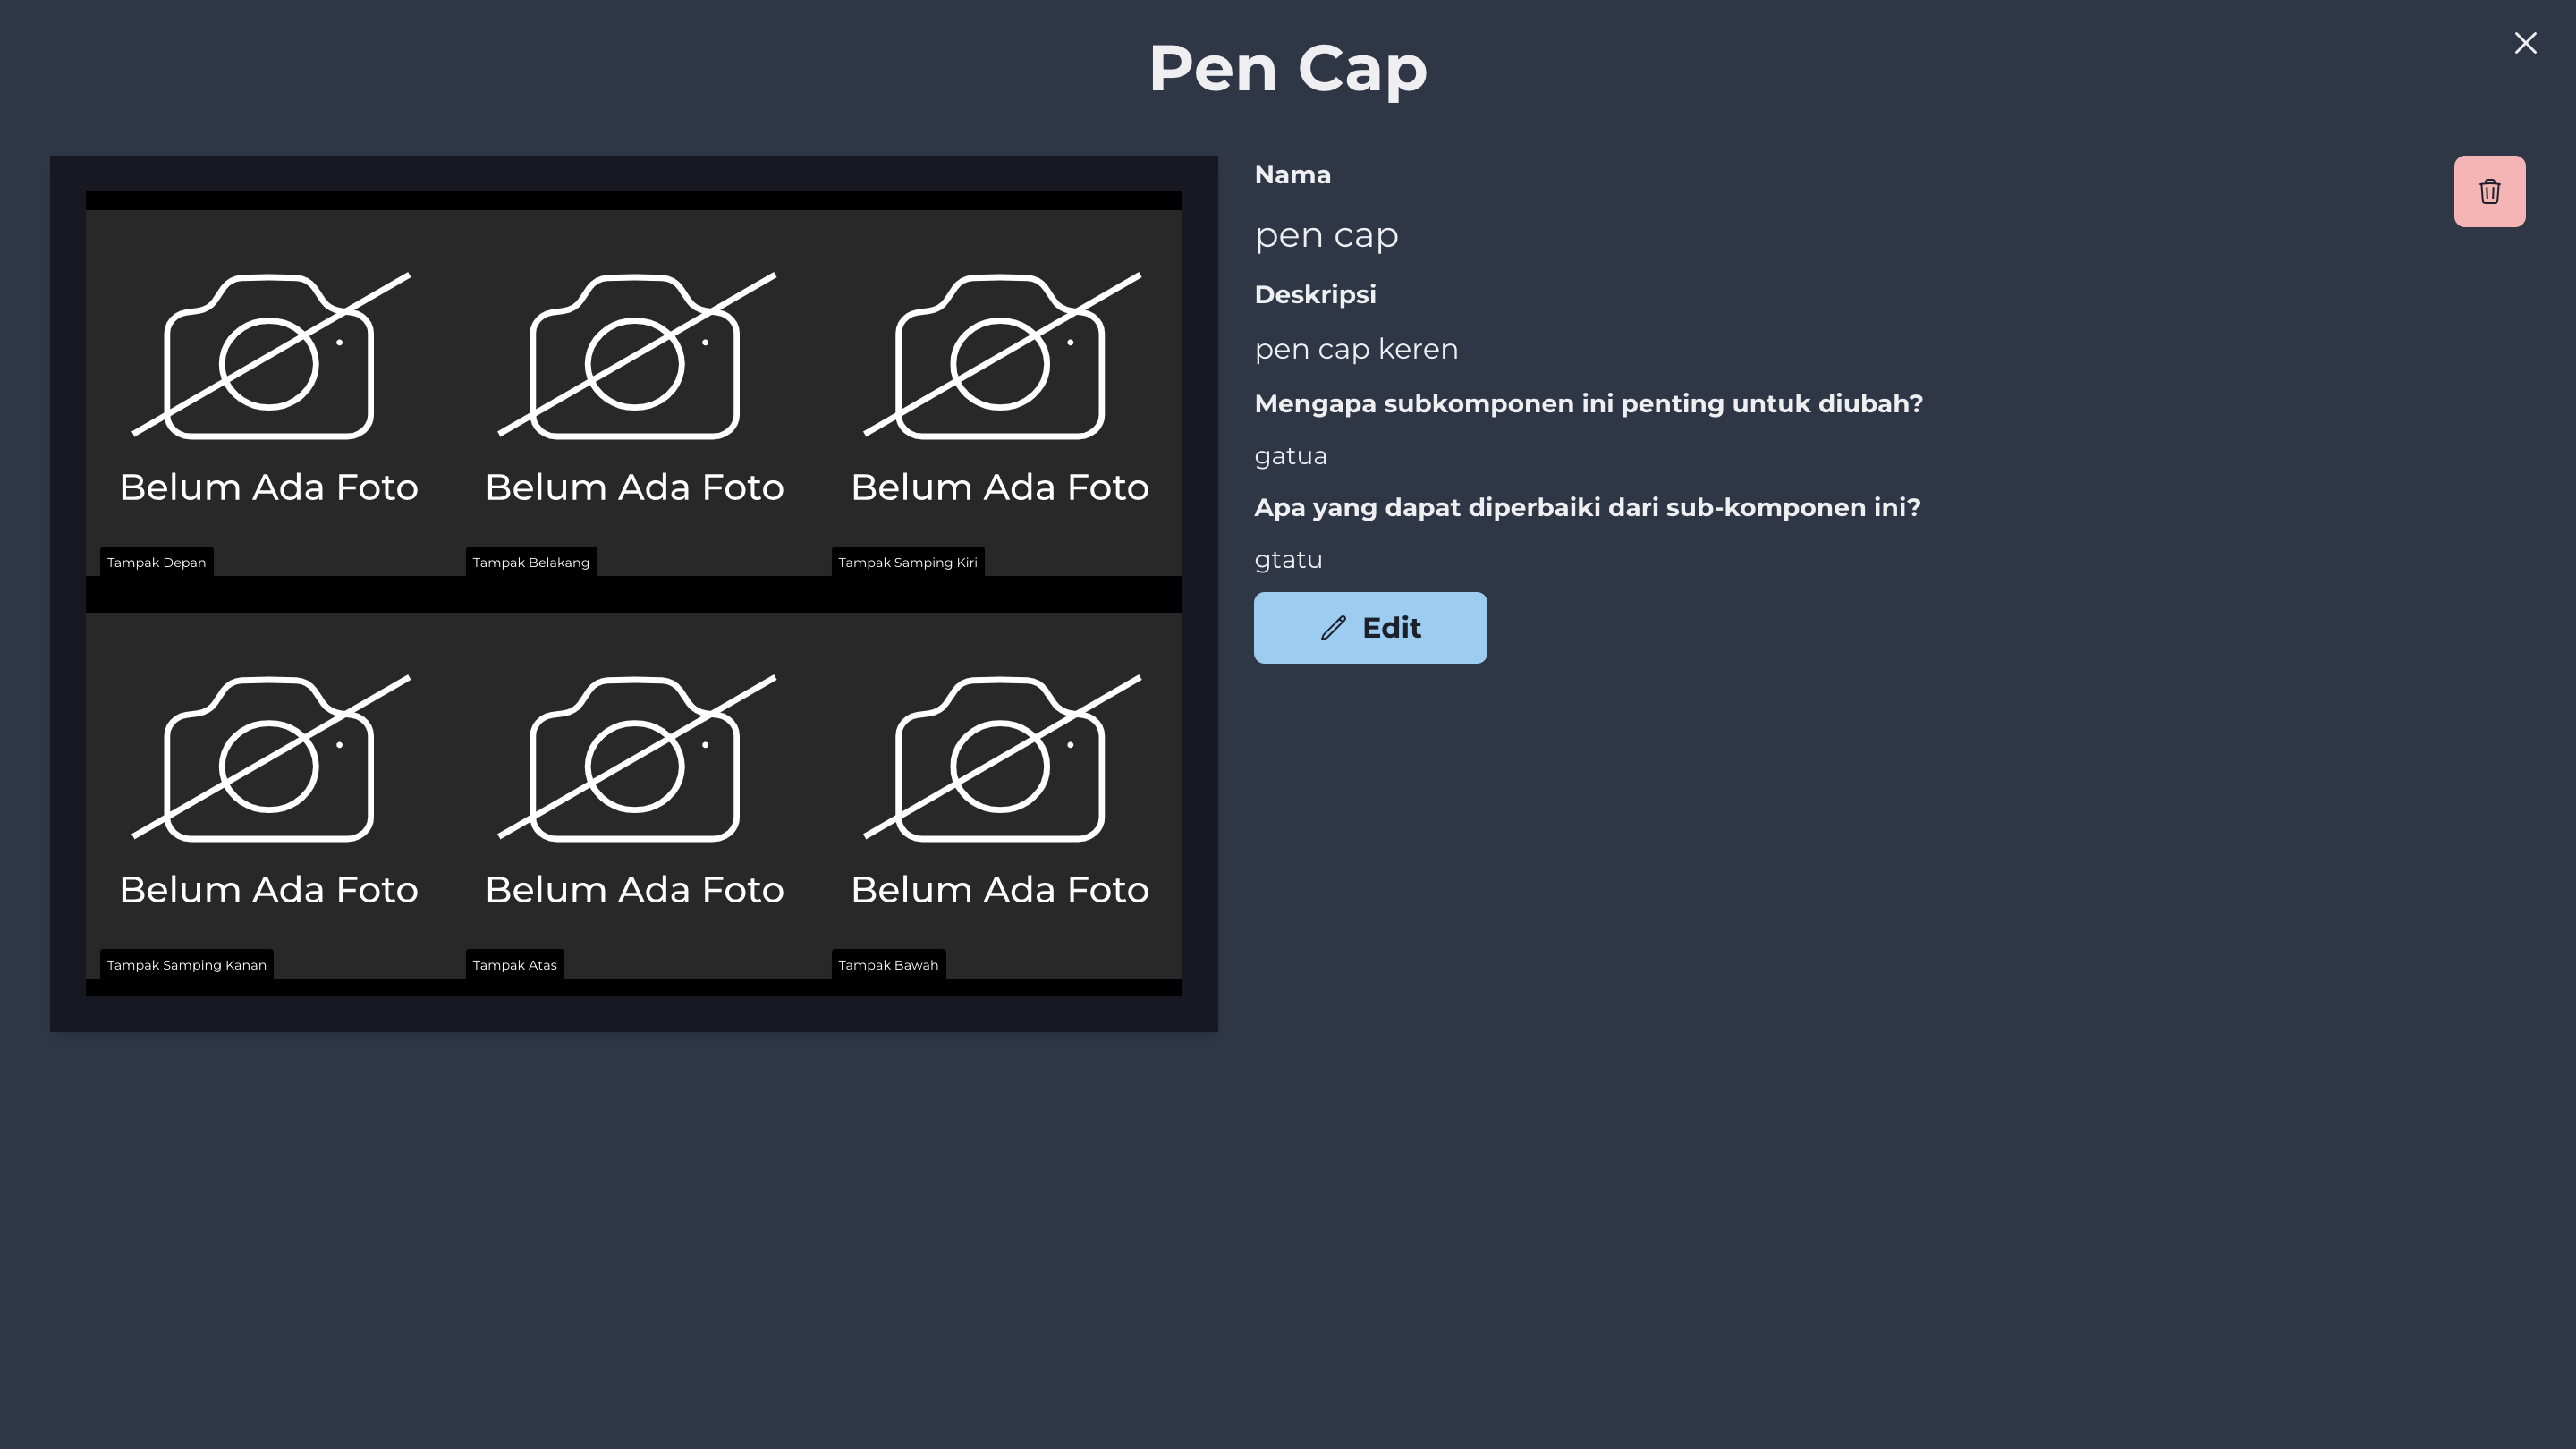 Pen Cap
Belum Ada Foto
Tampak Depan
Belum Ada Foto
Tampak Belakang
Belum Ada Foto
Tampak Samping Kiri
Belum Ada Foto
Tampak Samping Kanan
Belum Ada Foto
Tampak Atas
Belum Ada Foto
Tampak Bawah
Nama
pen cap
Deskripsi
pen cap keren
Mengapa subkomponen ini penting untuk diubah?
gatua
Apa yang dapat diperbaiki dari sub-komponen ini?
gtatu
Edit